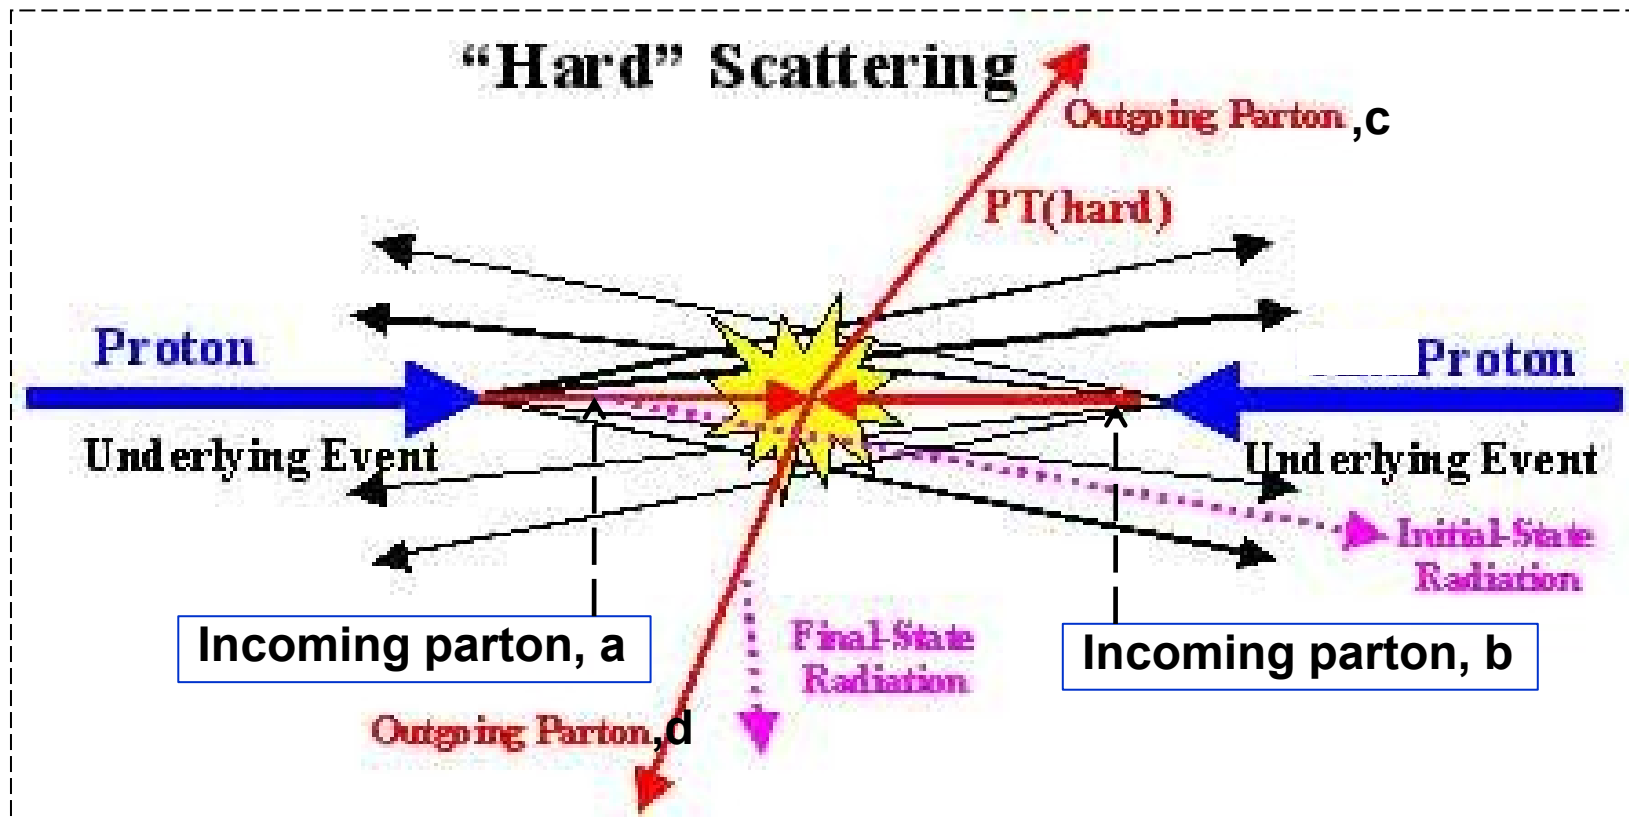 “Hard” Scattering
Outgoing Parton ,c
PT(hard)
Proton
Proton
Underlying Event
Underlying Event
Initial-State
Radiation
Incoming parton, a
Final-State
Radiation
Incoming parton, b
Outgoing Parton,d